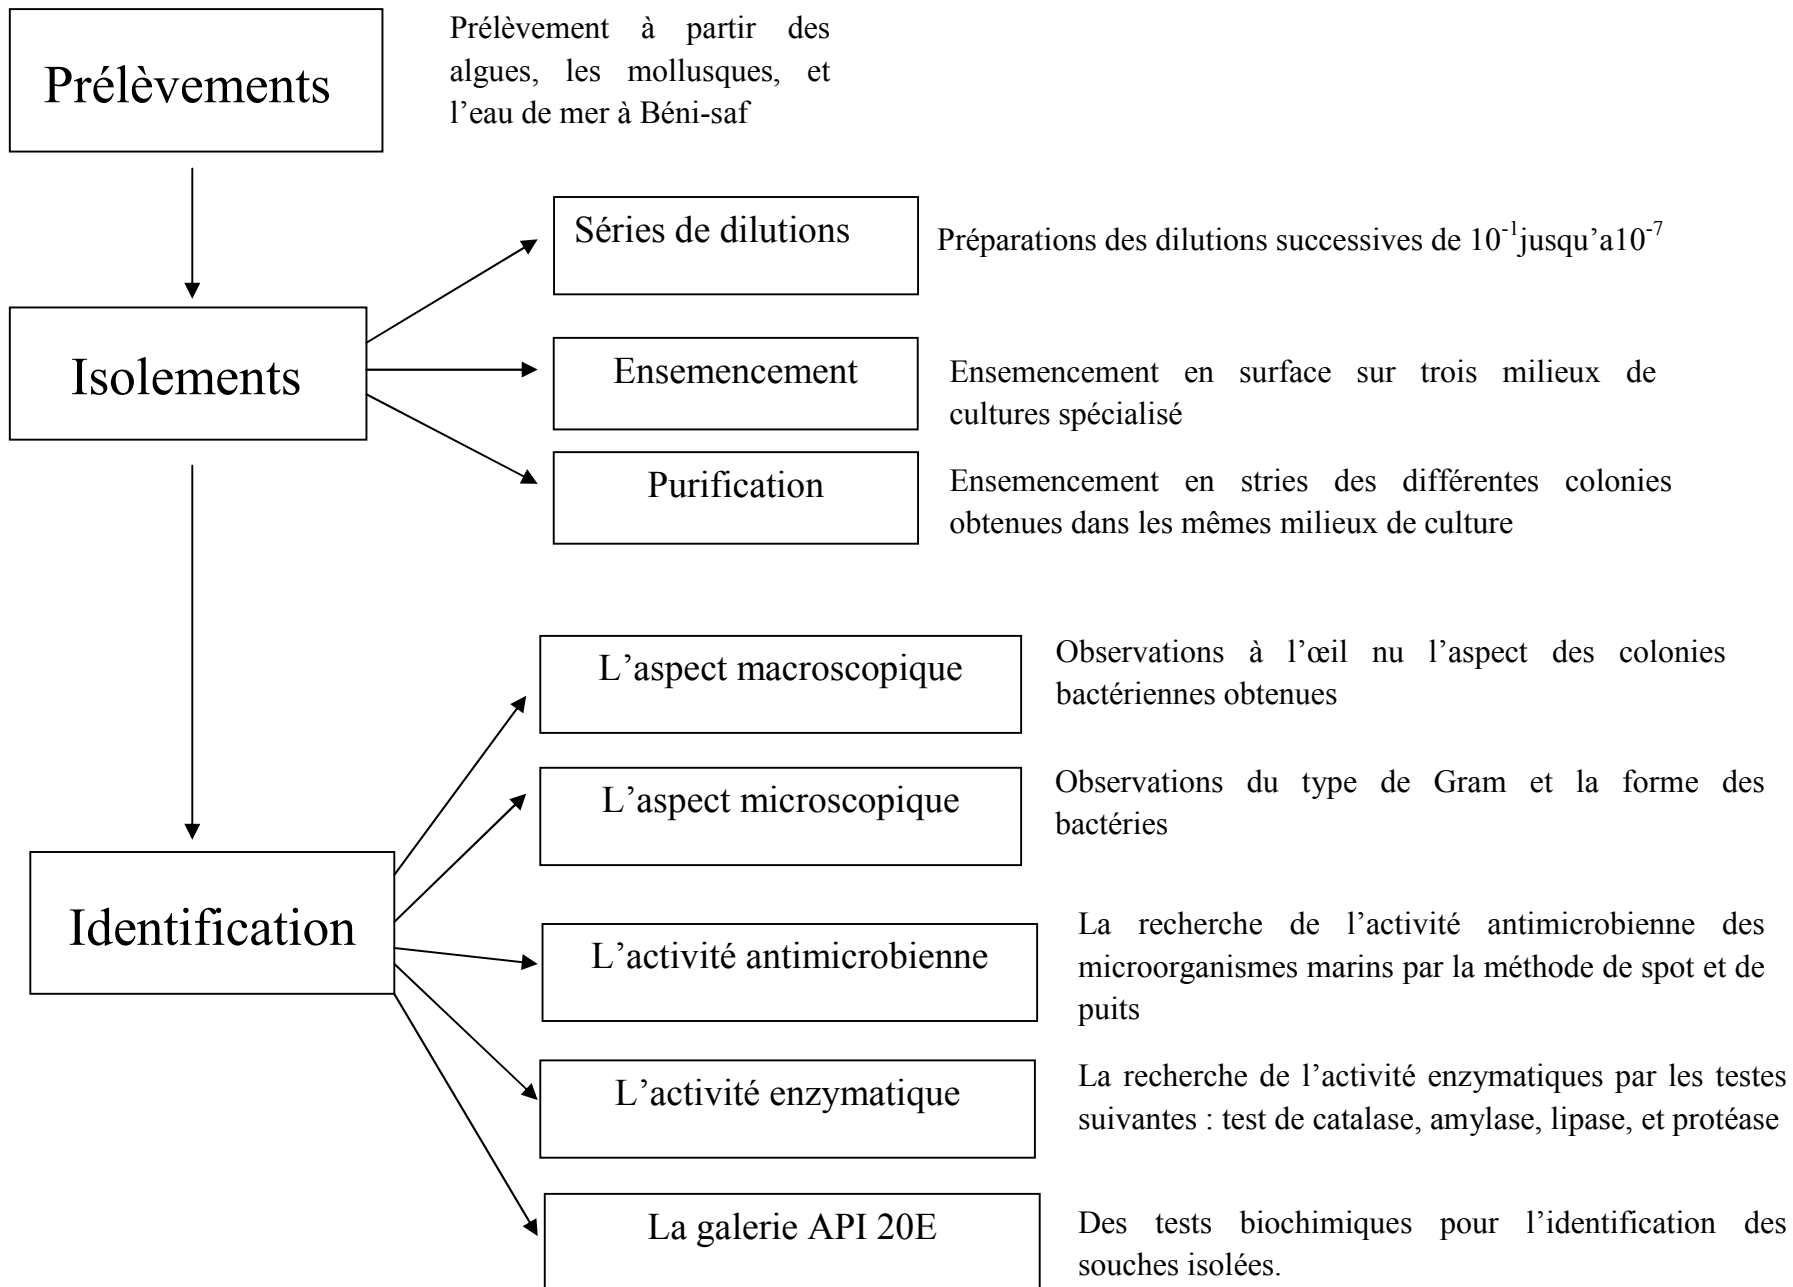 Prélèvements
Prélèvement à partir des
algues, les mollusques, et
l’eau de mer à Béni-saf
Isolements
Séries de dilutions
Préparations des dilutions successives de 10⁻¹jusqu’a10⁻⁷
Ensemencement
Ensemencement en surface sur trois milieux de
cultures spécialisé
Purification
Ensemencement en stries des différentes colonies
obtenues dans les mêmes milieux de culture
Identification
L’aspect macroscopique
Observations à l’œil nu l’aspect des colonies
bactériennes obtenues
L’aspect microscopique
Observations du type de Gram et la forme des
bactéries
L’activité antimicrobienne
La recherche de l’activité antimicrobienne des
microorganismes marins par la méthode de spot et de
puits
L’activité enzymatique
La recherche de l’activité enzymatiques par les testes
suivantes : test de catalase, amylase, lipase, et protéase
La galerie API 20E
Des tests biochimiques pour l’identification des
souches isolées.